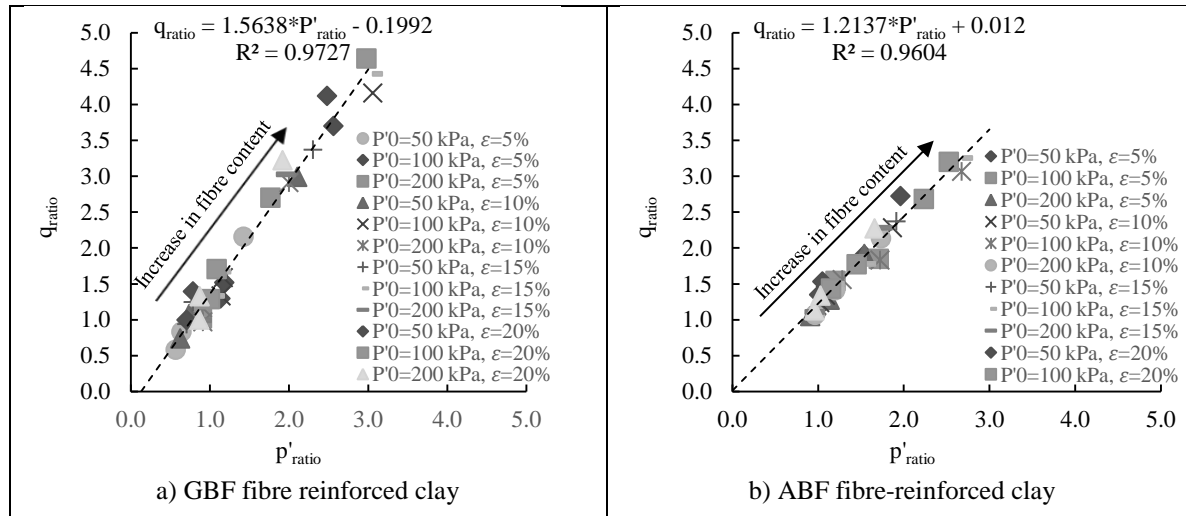 q_ratio = 1.5638*P'_ratio - 0.1992
R² = 0.9727
5.0
4.5
4.0
3.5
3.0
2.5
2.0
1.5
1.0
0.5
0.0
q_ratio
Increase in fibre content
P'0=50 kPa, ε=5%
P'0=100 kPa, ε=5%
P'0=200 kPa, ε=5%
P'0=50 kPa, ε=10%
P'0=100 kPa, ε=10%
P'0=200 kPa, ε=10%
P'0=50 kPa, ε=15%
P'0=100 kPa, ε=15%
P'0=200 kPa, ε=15%
P'0=50 kPa, ε=20%
P'0=100 kPa, ε=20%
P'0=200 kPa, ε=20%
0.0 1.0 2.0 3.0 4.0 5.0
p'_ratio
a) GBF fibre reinforced clay
q_ratio = 1.2137*P'_ratio + 0.012
R² = 0.9604
5.0
4.5
4.0
3.5
3.0
2.5
2.0
1.5
1.0
0.5
0.0
q_ratio
Increase in fibre content
P'0=50 kPa, ε=5%
P'0=100 kPa, ε=5%
P'0=200 kPa, ε=5%
P'0=50 kPa, ε=10%
P'0=100 kPa, ε=10%
P'0=200 kPa, ε=10%
P'0=50 kPa, ε=15%
P'0=100 kPa, ε=15%
P'0=200 kPa, ε=15%
P'0=50 kPa, ε=20%
P'0=100 kPa, ε=20%
0.0 1.0 2.0 3.0 4.0 5.0
p'_ratio
b) ABF fibre-reinforced clay